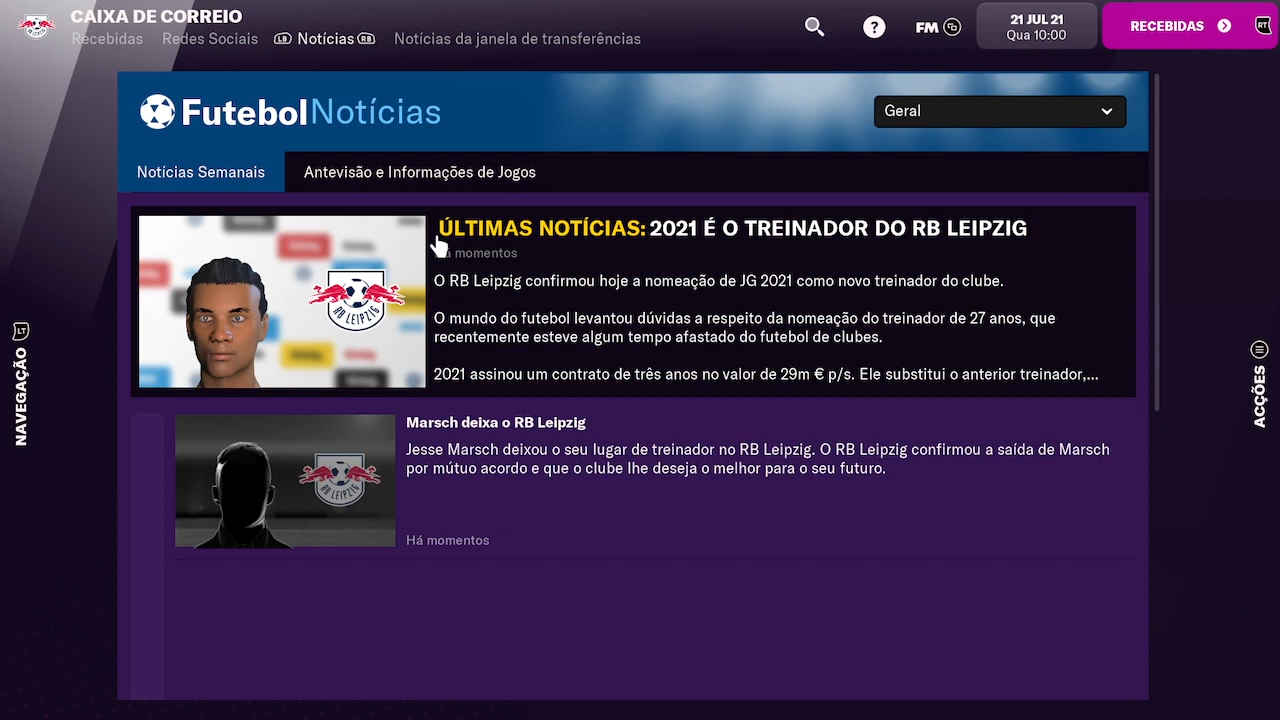 CAIXA DE CORREIO
Recebidas Redes Sociais LB Notícias RB Notícias da janela de transferências
? FM
21 JUL 21
Qua 10:00
RECEBIDAS RT
FutebolNotícias
Geral
Notícias Semanais Antevisão e Informações de Jogos
ÚLTIMAS NOTÍCIAS: 2021 É O TREINADOR DO RB LEIPZIG
momentos
O RB Leipzig confirmou hoje a nomeação de JG 2021 como novo treinador do clube.
O mundo do futebol levantou dúvidas a respeito da nomeação do treinador de 27 anos, que
recentemente esteve algum tempo afastado do futebol de clubes.
2021 assinou um contrato de três anos no valor de 29m € p/s. Ele substitui o anterior treinador,...
RB LEIPZIG
Marsch deixa o RB Leipzig
Jesse Marsch deixou o seu lugar de treinador no RB Leipzig. O RB Leipzig confirmou a saída de Marsch
por mútuo acordo e que o clube lhe deseja o melhor para o seu futuro.
Há momentos
RB LEIPZIG
NAVEGAÇÃO LT
ACÇÕES